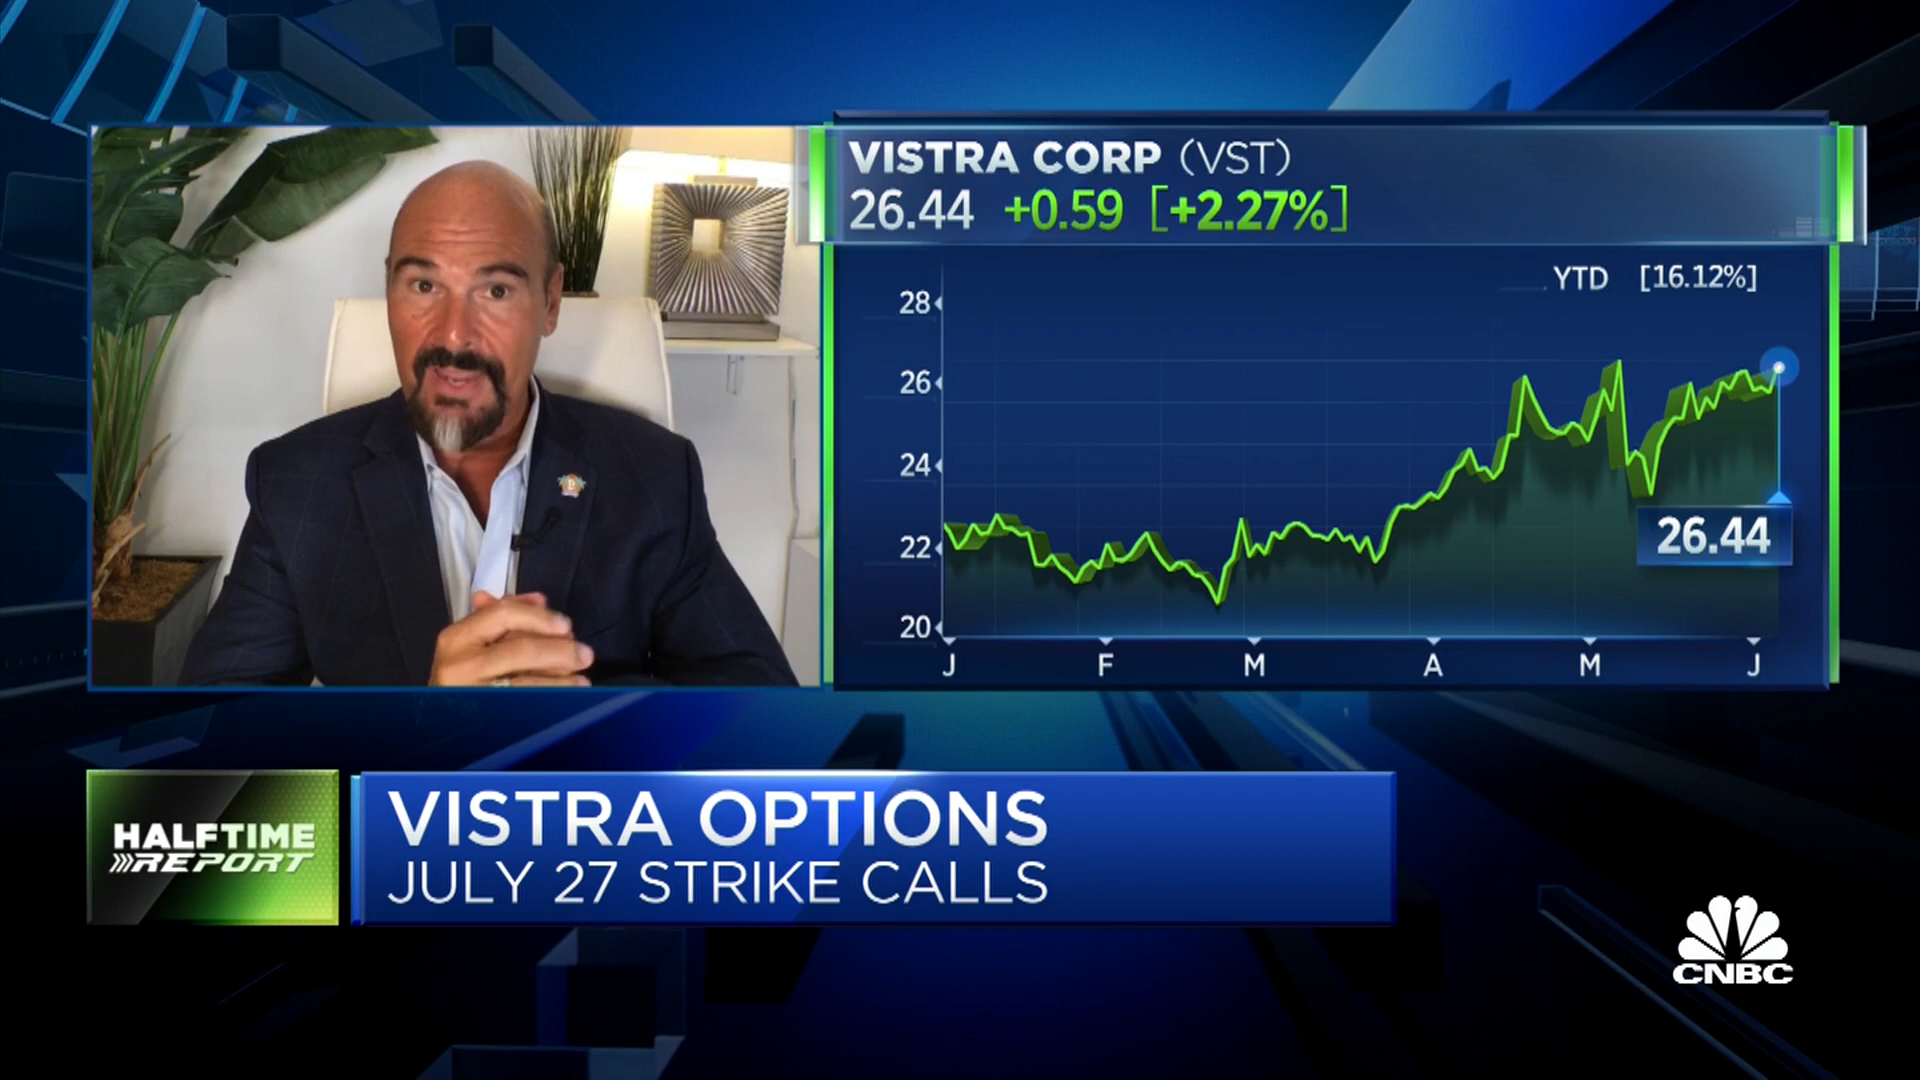 VISTRA CORP (VST)
26.44 +0.59 [+2.27%]
YTD [16.12%]
28
26
24
22
20
26.44
J F M A M J
HALFTIME
REPORT
VISTRA OPTIONS
JULY 27 STRIKE CALLS
CNBC